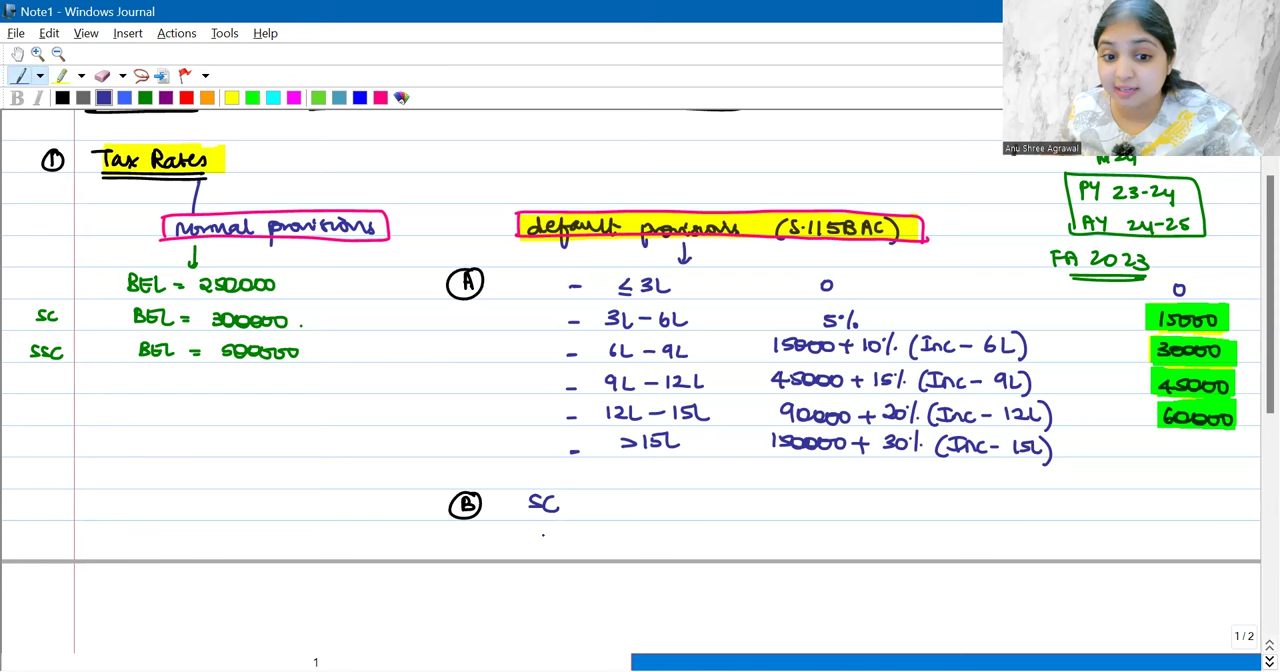 Note1 - Windows Journal
File Edit View Insert Actions Tools Help
B I
Anu Shree Agrawal
M24
① Tax Rates
PY 23-24
AY 24-25
FA 2023
normal provisions
default provisions (S.115BAC)
BEL = 250000
SC BEL = 300000.
SSC BEL = 500000
Ⓐ - ≤ 3L 0 0
- 3L - 6L 5% 15000
- 6L - 9L 15000 + 10% (Inc - 6L) 30000
- 9L - 12L 45000 + 15% (Inc - 9L) 45000
- 12L - 15L 90000 + 20% (Inc - 12L) 60000
- >15L 150000 + 30% (Inc - 15L)
Ⓑ SC
1 / 2
1